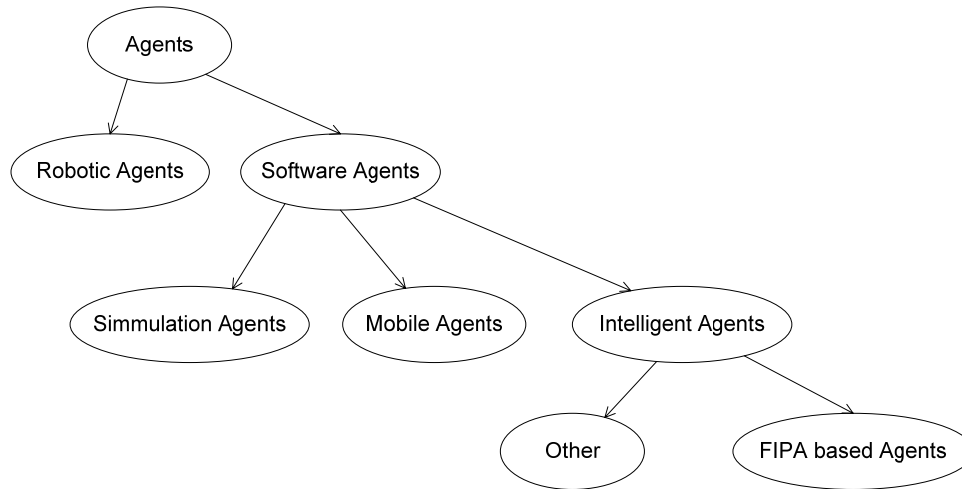 Agents
Robotic Agents
Software Agents
Simmulation Agents
Mobile Agents
Intelligent Agents
Other
FIPA based Agents